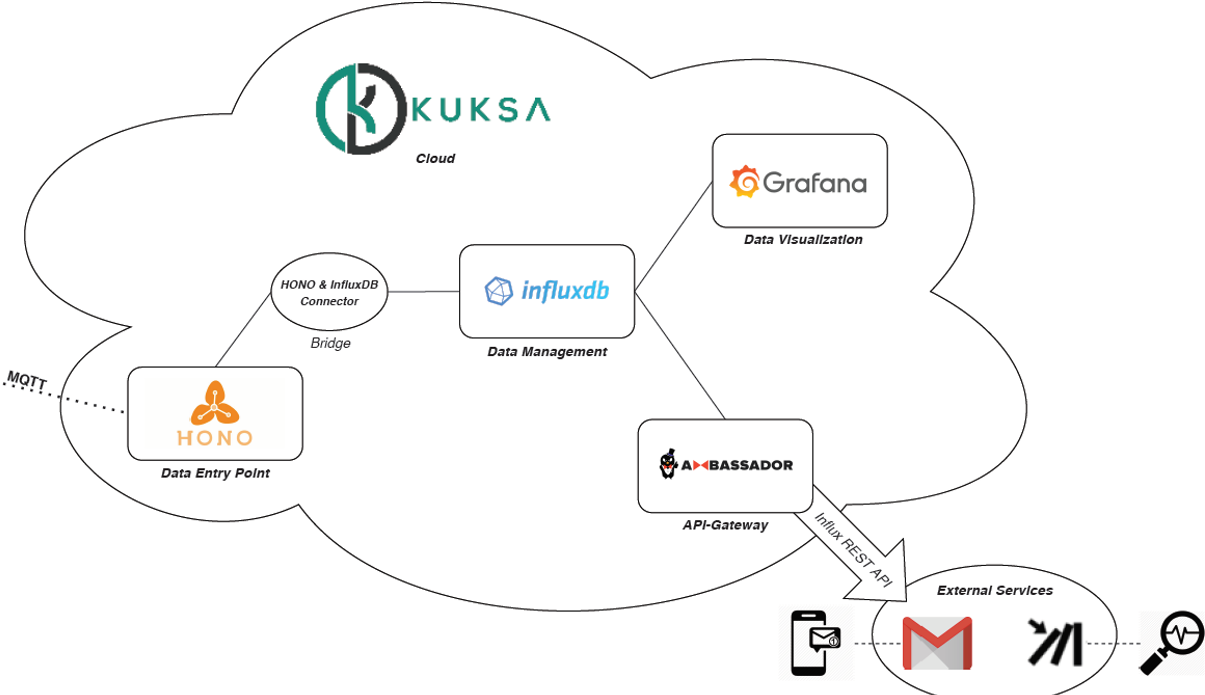 KUKSA
Cloud
Grafana
Data Visualization
HONO & InfluxDB
Connector
Bridge
influxdb
Data Management
MQTT
HONO
Data Entry Point
AMBASSADOR
API-Gateway
Influx REST API
External Services
1